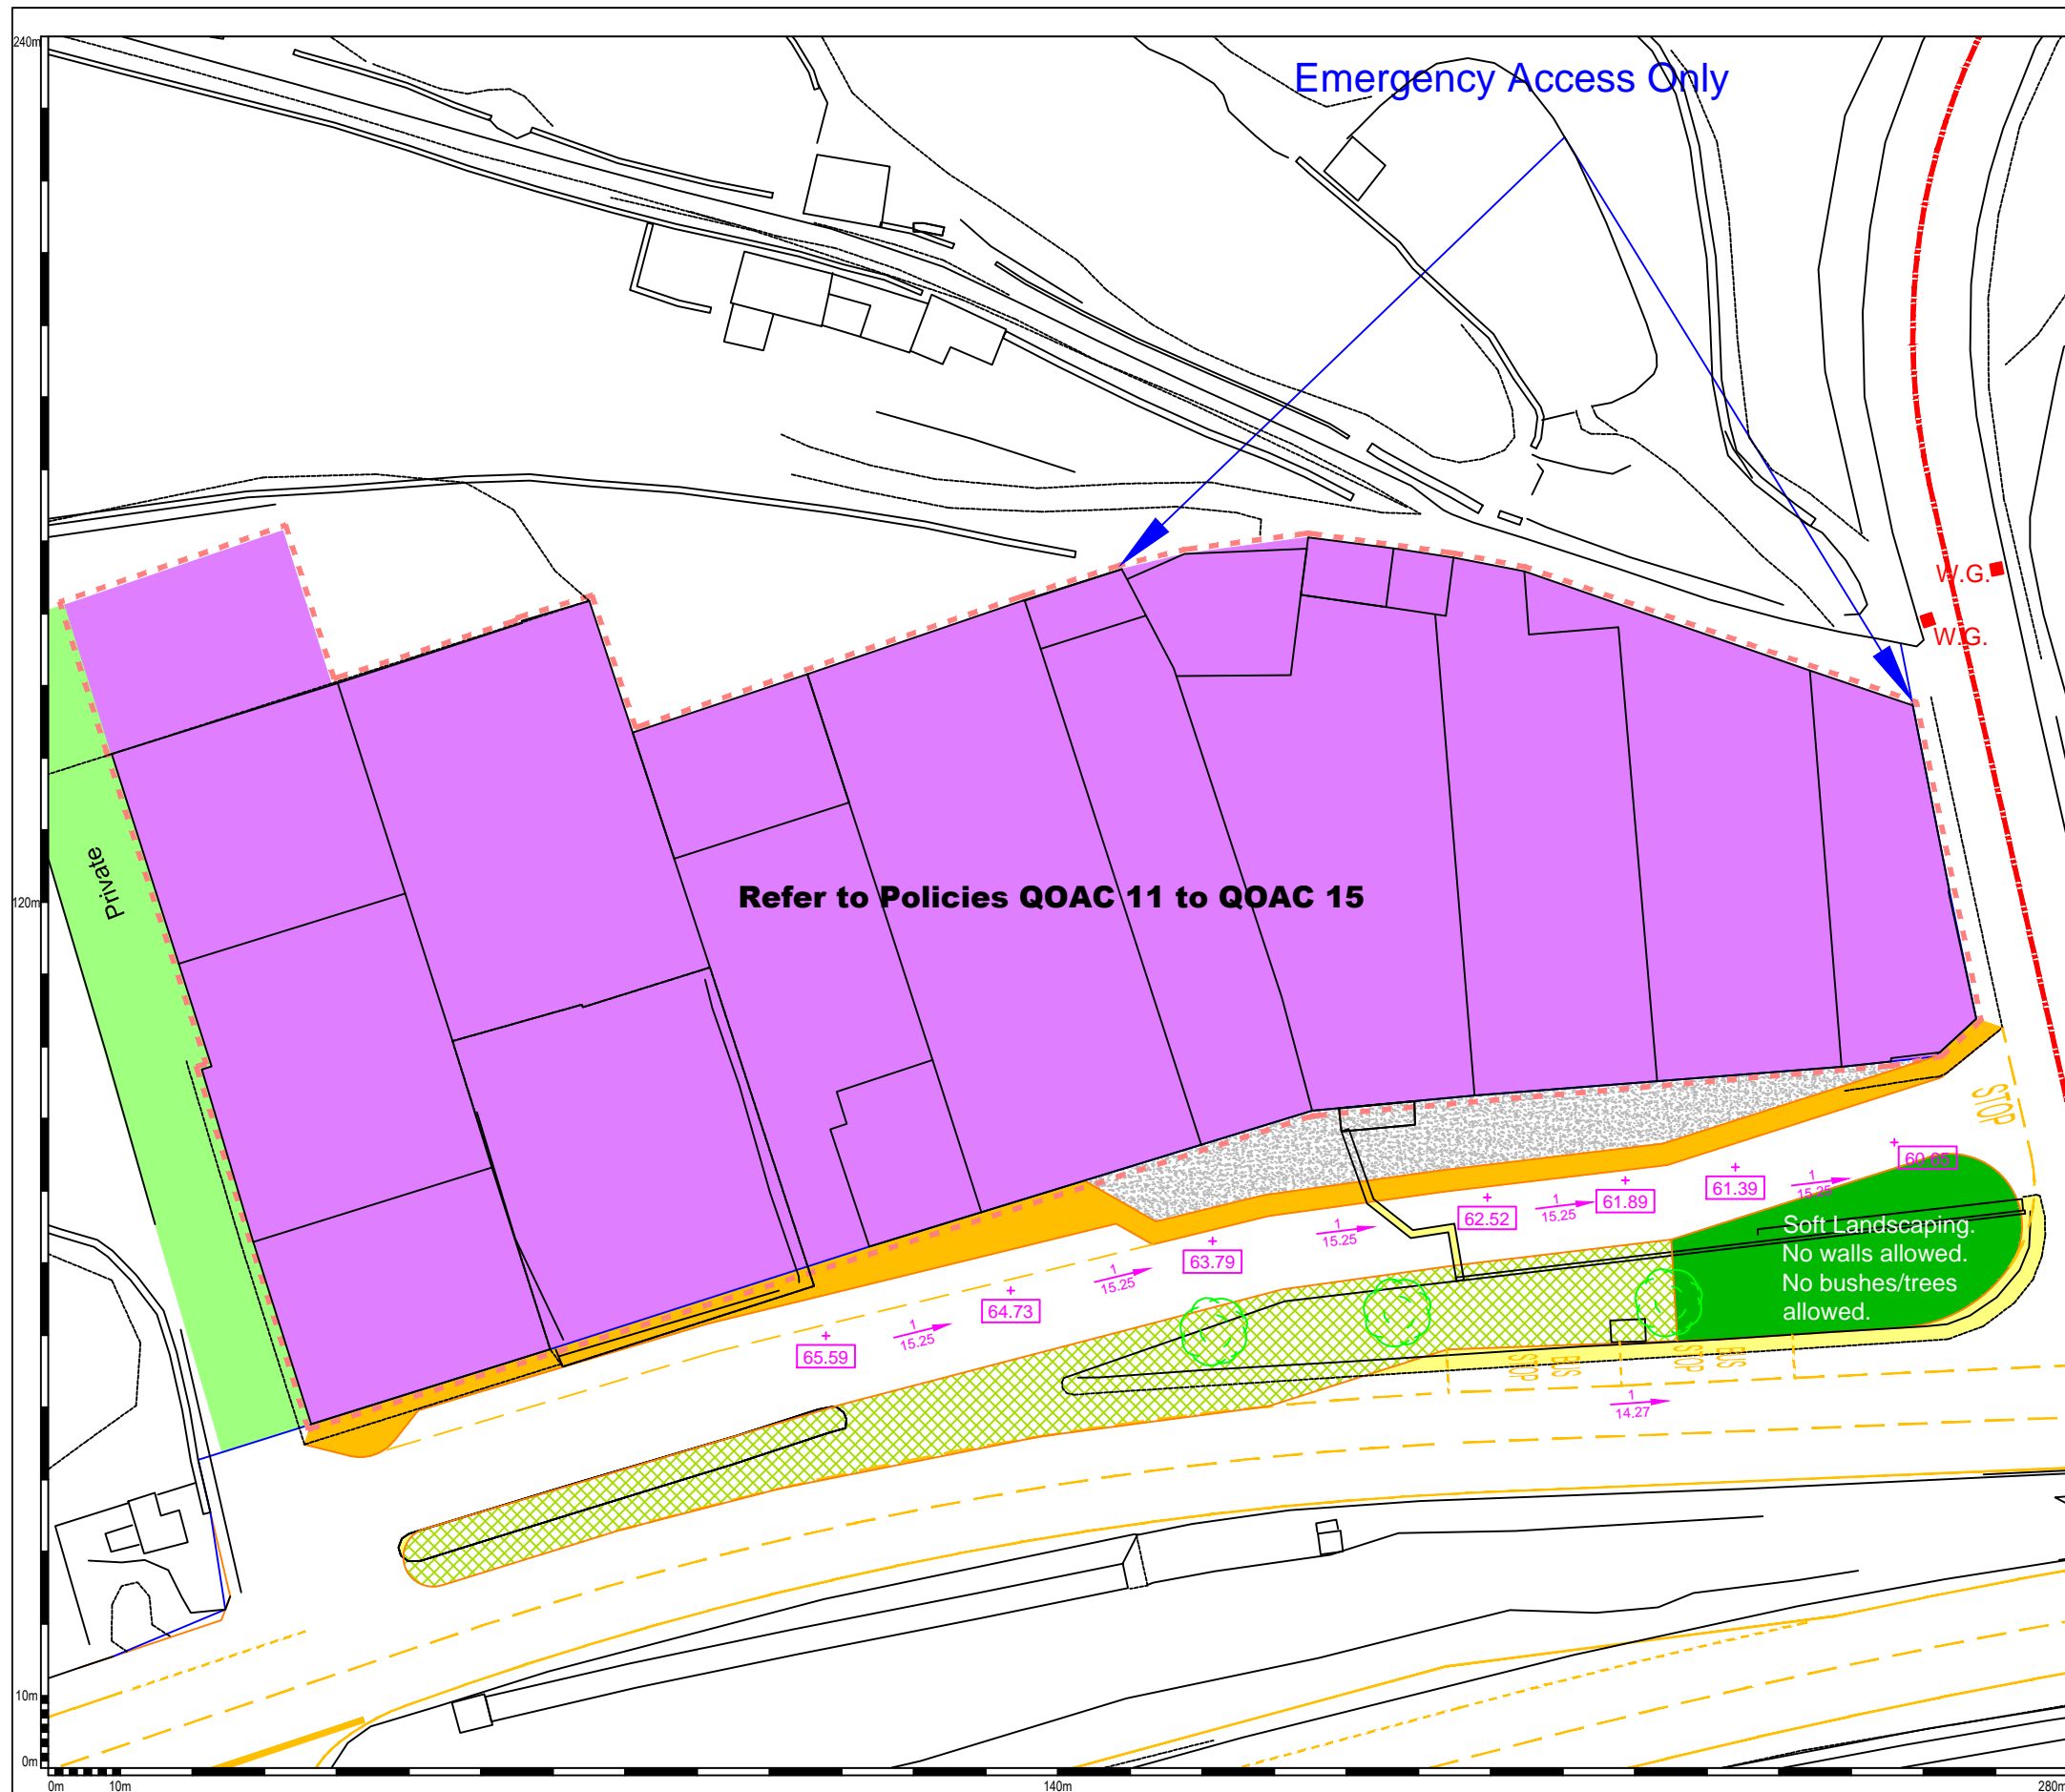 240m
Emergency Access Only
W.G.
W.G.
Private
120m
Refer to Policies QOAC 11 to QOAC 15
STOP
60.65
61.39
1
15.25
61.89
1
15.25
62.52
1
15.25
63.79
1
15.25
64.73
1
15.25
65.59
Soft Landscaping.
No walls allowed.
No bushes/trees
allowed.
BUS
STOP
BUS
STOP
1
14.27
10m
0m
0m
10m
140m
280m